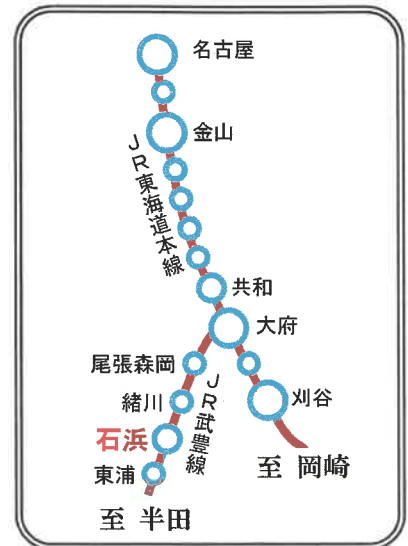 名古屋
金山
JR東海道本線
共和
大府
尾張森岡
緒川
JR武豊線
刈谷
石浜
東浦
至 岡崎
至 半田